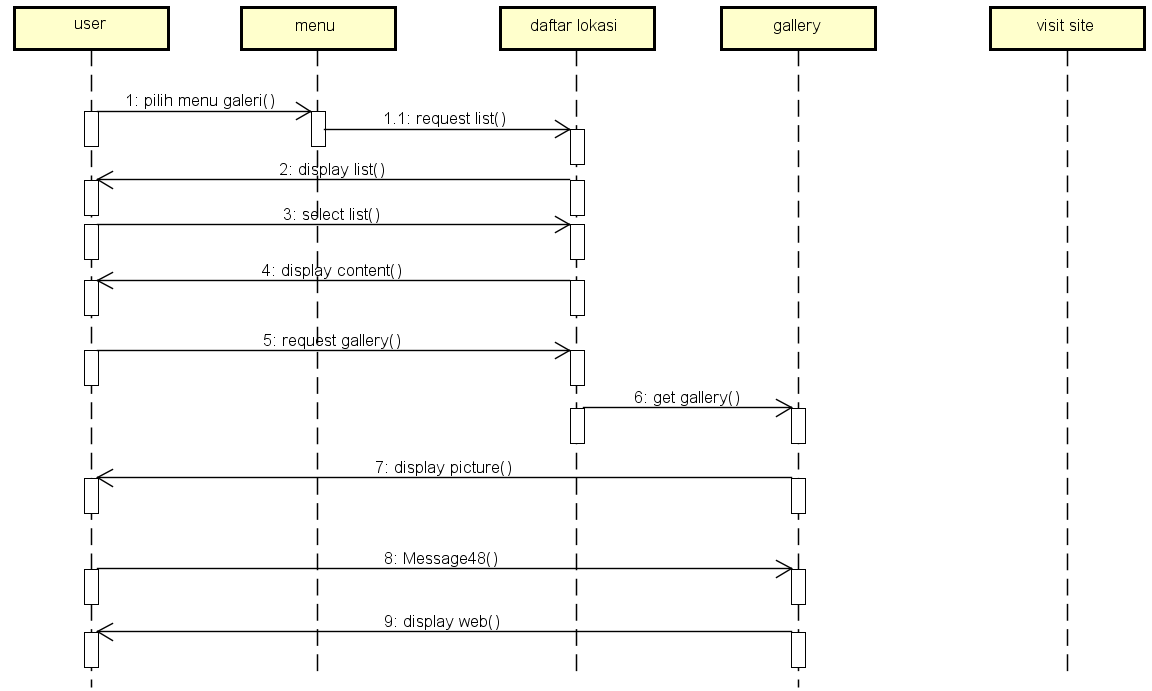 user
menu
daftar lokasi
gallery
visit site
1: pilih menu galeri()
1.1: request list()
2: display list()
3: select list()
4: display content()
5: request gallery()
6: get gallery()
7: display picture()
8: Message48()
9: display web()